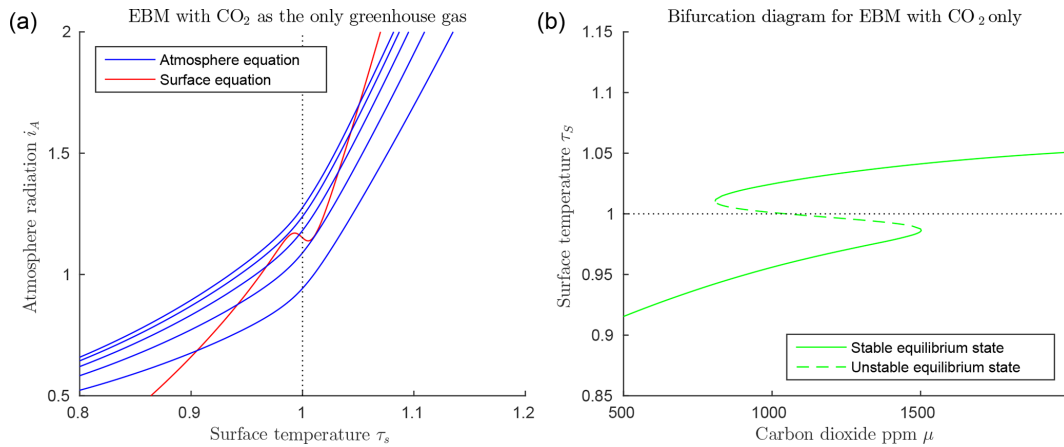 (a)
EBM with CO₂ as the only greenhouse gas
Atmosphere equation
Surface equation
Atmosphere radiation i_A
2
1.5
1
0.5
0.8
0.9
1
1.1
1.2
Surface temperature τ_s
(b)
Bifurcation diagram for EBM with CO₂ only
Surface temperature τ_S
1.15
1.1
1.05
1
0.95
0.9
0.85
Stable equilibrium state
Unstable equilibrium state
500
1000
1500
Carbon dioxide ppm μ